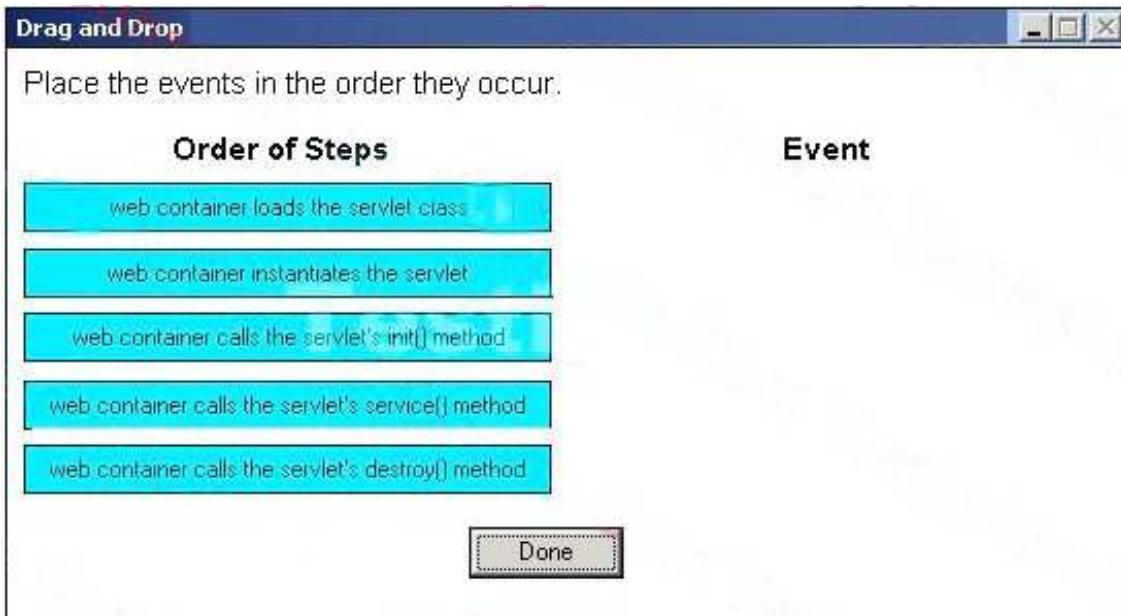 Drag and Drop
Place the events in the order they occur.
Order of Steps
Event
web container loads the servlet class
web container instantiates the servlet
web container calls the servlet's init() method
web container calls the servlet's service() method
web container calls the servlet's destroy() method
Done